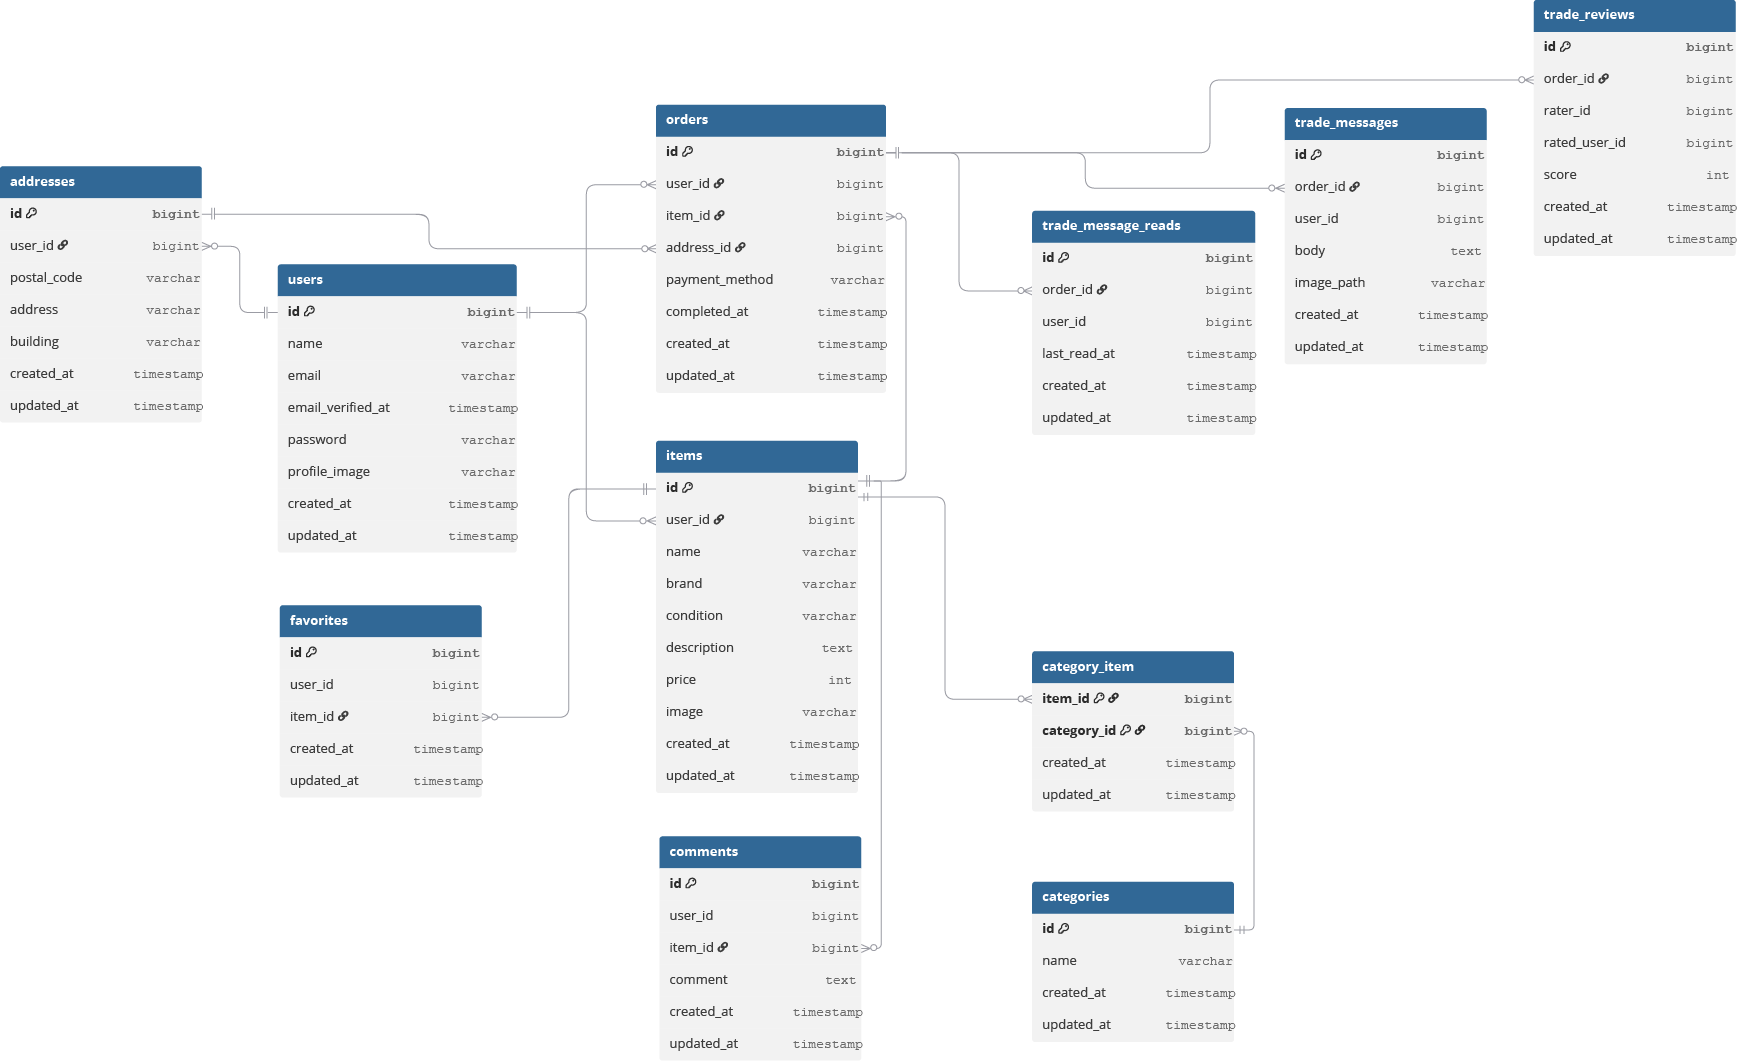 addresses
id bigint
user_id bigint
postal_code varchar
address varchar
building varchar
created_at timestamp
updated_at timestamp
users
id bigint
name varchar
email varchar
email_verified_at timestamp
password varchar
profile_image varchar
created_at timestamp
updated_at timestamp
favorites
id bigint
user_id bigint
item_id bigint
created_at timestamp
updated_at timestamp
orders
id bigint
user_id bigint
item_id bigint
address_id bigint
payment_method varchar
completed_at timestamp
created_at timestamp
updated_at timestamp
items
id bigint
user_id bigint
name varchar
brand varchar
condition varchar
description text
price int
image varchar
created_at timestamp
updated_at timestamp
comments
id bigint
user_id bigint
item_id bigint
comment text
created_at timestamp
updated_at timestamp
trade_message_reads
id bigint
order_id bigint
user_id bigint
last_read_at timestamp
created_at timestamp
updated_at timestamp
category_item
item_id bigint
category_id bigint
created_at timestamp
updated_at timestamp
categories
id bigint
name varchar
created_at timestamp
updated_at timestamp
trade_messages
id bigint
order_id bigint
user_id bigint
body text
image_path varchar
created_at timestamp
updated_at timestamp
trade_reviews
id bigint
order_id bigint
rater_id bigint
rated_user_id bigint
score int
created_at timestamp
updated_at timestamp